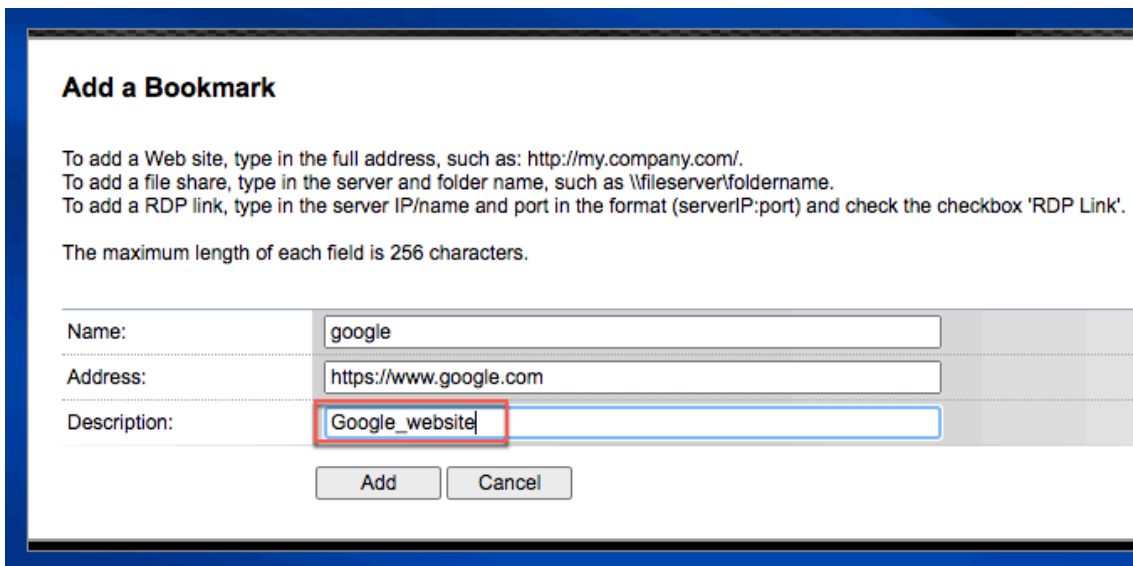 Add a Bookmark
To add a Web site, type in the full address, such as: http://my.company.com/.
To add a file share, type in the server and folder name, such as \\fileserver\foldername.
To add a RDP link, type in the server IP/name and port in the format (serverIP:port) and check the checkbox 'RDP Link'.
The maximum length of each field is 256 characters.
Name: google
Address: https://www.google.com
Description: Google_website
Add Cancel